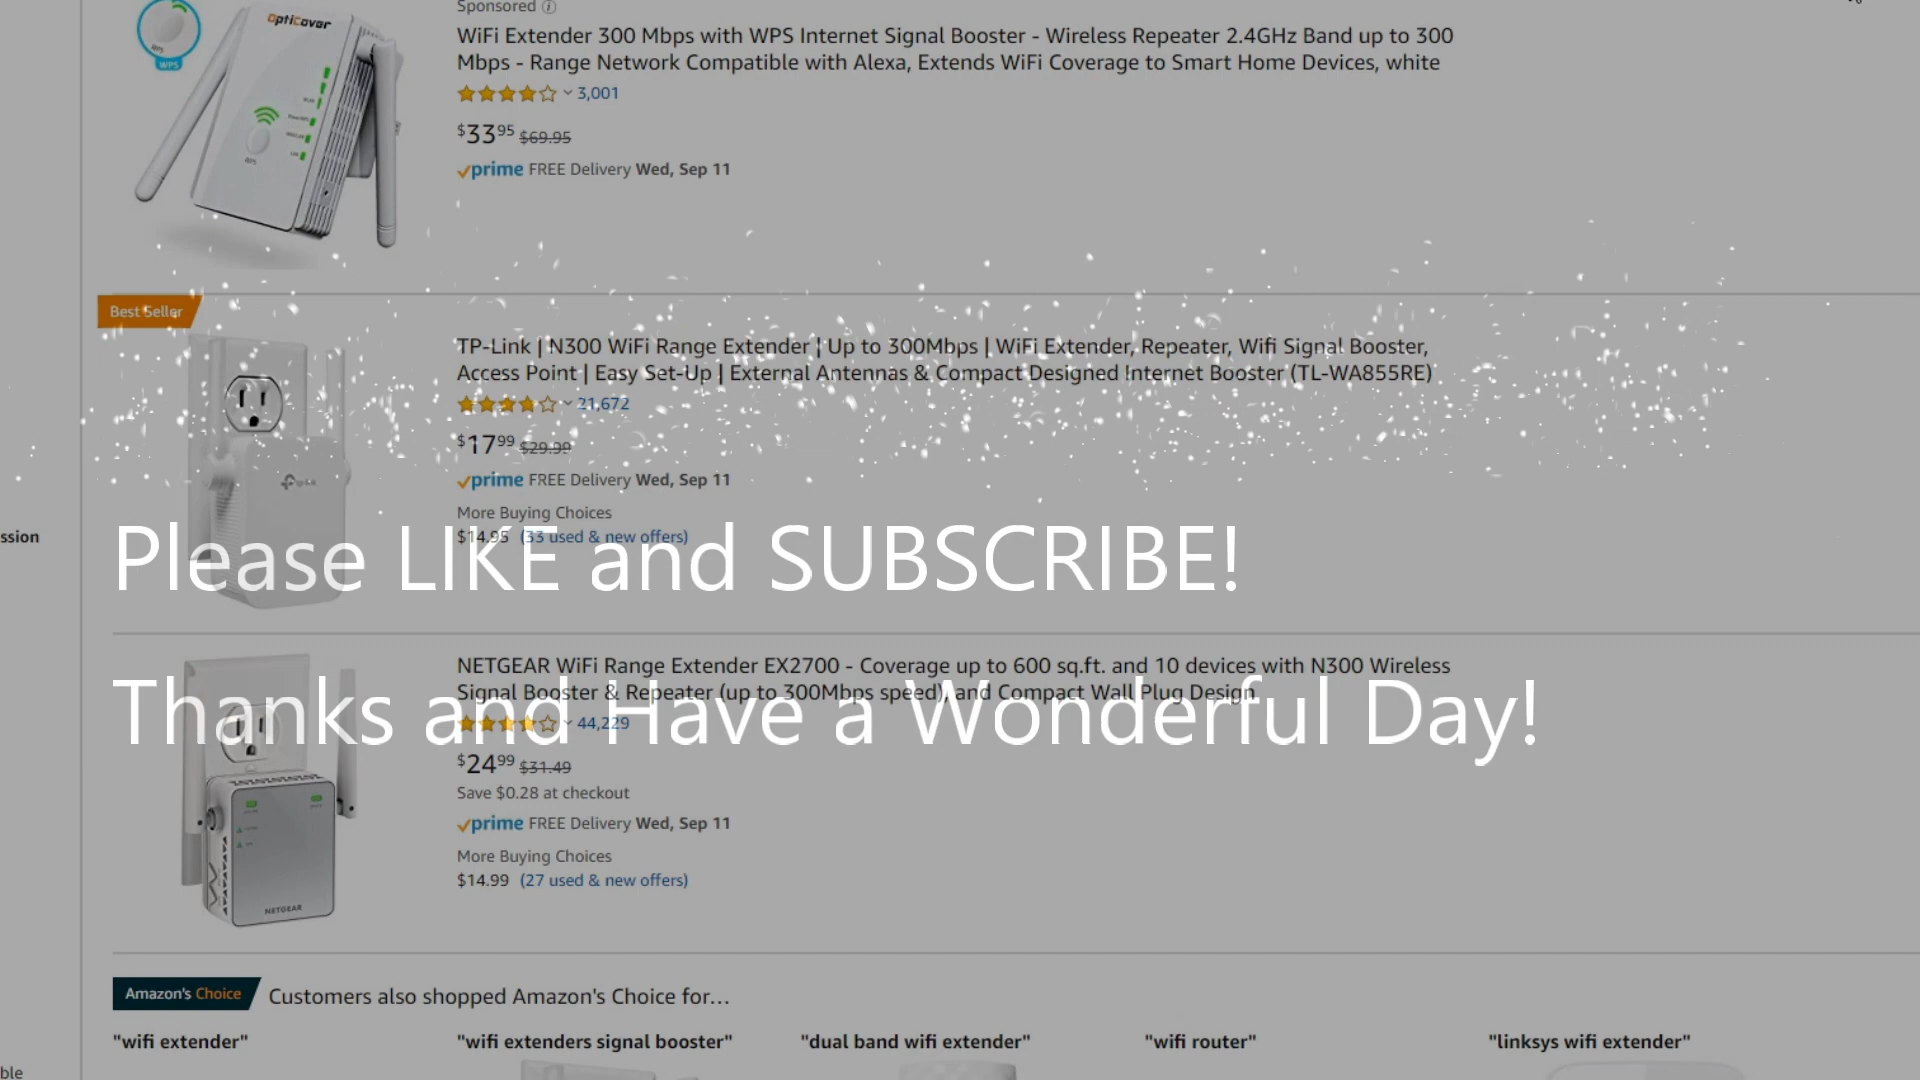 Sponsored
opticover
WPS
WiFi Extender 300 Mbps with WPS Internet Signal Booster - Wireless Repeater 2.4GHz Band up to 300
Mbps - Range Network Compatible with Alexa, Extends WiFi Coverage to Smart Home Devices, white
3,001
$33.95 $69.95
prime FREE Delivery Wed, Sep 11
Best Seller
TP-Link | N300 WiFi Range Extender | Up to 300Mbps | WiFi Extender, Repeater, Wifi Signal Booster,
Access Point | Easy Set-Up | External Antennas & Compact Designed Internet Booster (TL-WA855RE)
21,672
$17.99 $29.99
prime FREE Delivery Wed, Sep 11
More Buying Choices
$14.95 (33 used & new offers)
ssion
Please LIKE and SUBSCRIBE!
NETGEAR WiFi Range Extender EX2700 - Coverage up to 600 sq.ft. and 10 devices with N300 Wireless
Signal Booster & Repeater (up to 300Mbps speed), and Compact Wall Plug Design
Thanks and Have a Wonderful Day!
44,229
$24.99 $31.49
Save $0.28 at checkout
prime FREE Delivery Wed, Sep 11
More Buying Choices
$14.99 (27 used & new offers)
NETGEAR
Amazon's Choice Customers also shopped Amazon's Choice for…
"wifi extender" "wifi extenders signal booster" "dual band wifi extender" "wifi router" "linksys wifi extender"
ble